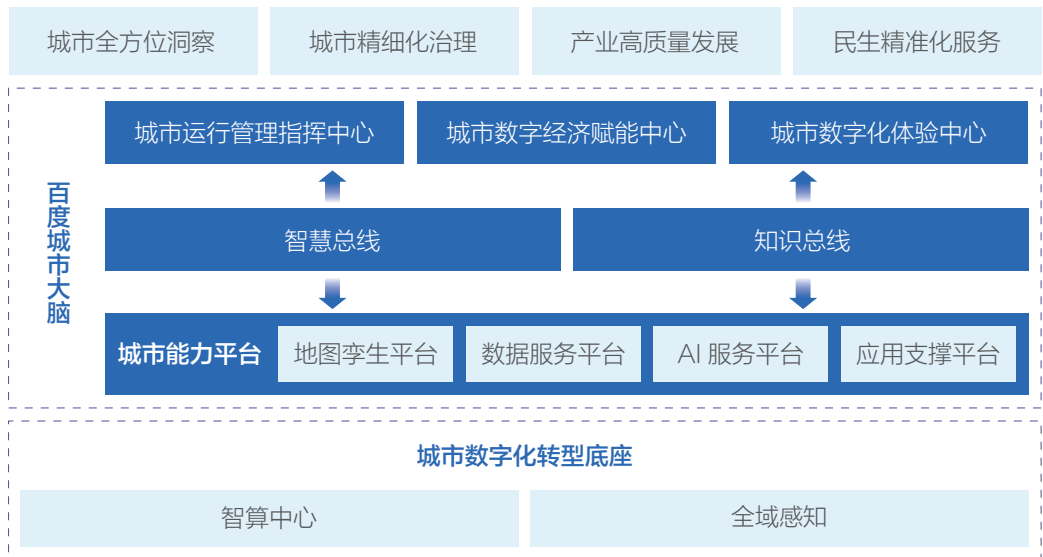 城市全方位洞察
城市精细化治理
产业高质量发展
民生精准化服务
百度城市大脑
城市运行管理指挥中心
城市数字经济赋能中心
城市数字化体验中心
智慧总线
知识总线
城市能力平台
地图孪生平台
数据服务平台
AI 服务平台
应用支撑平台
城市数字化转型底座
智算中心
全域感知